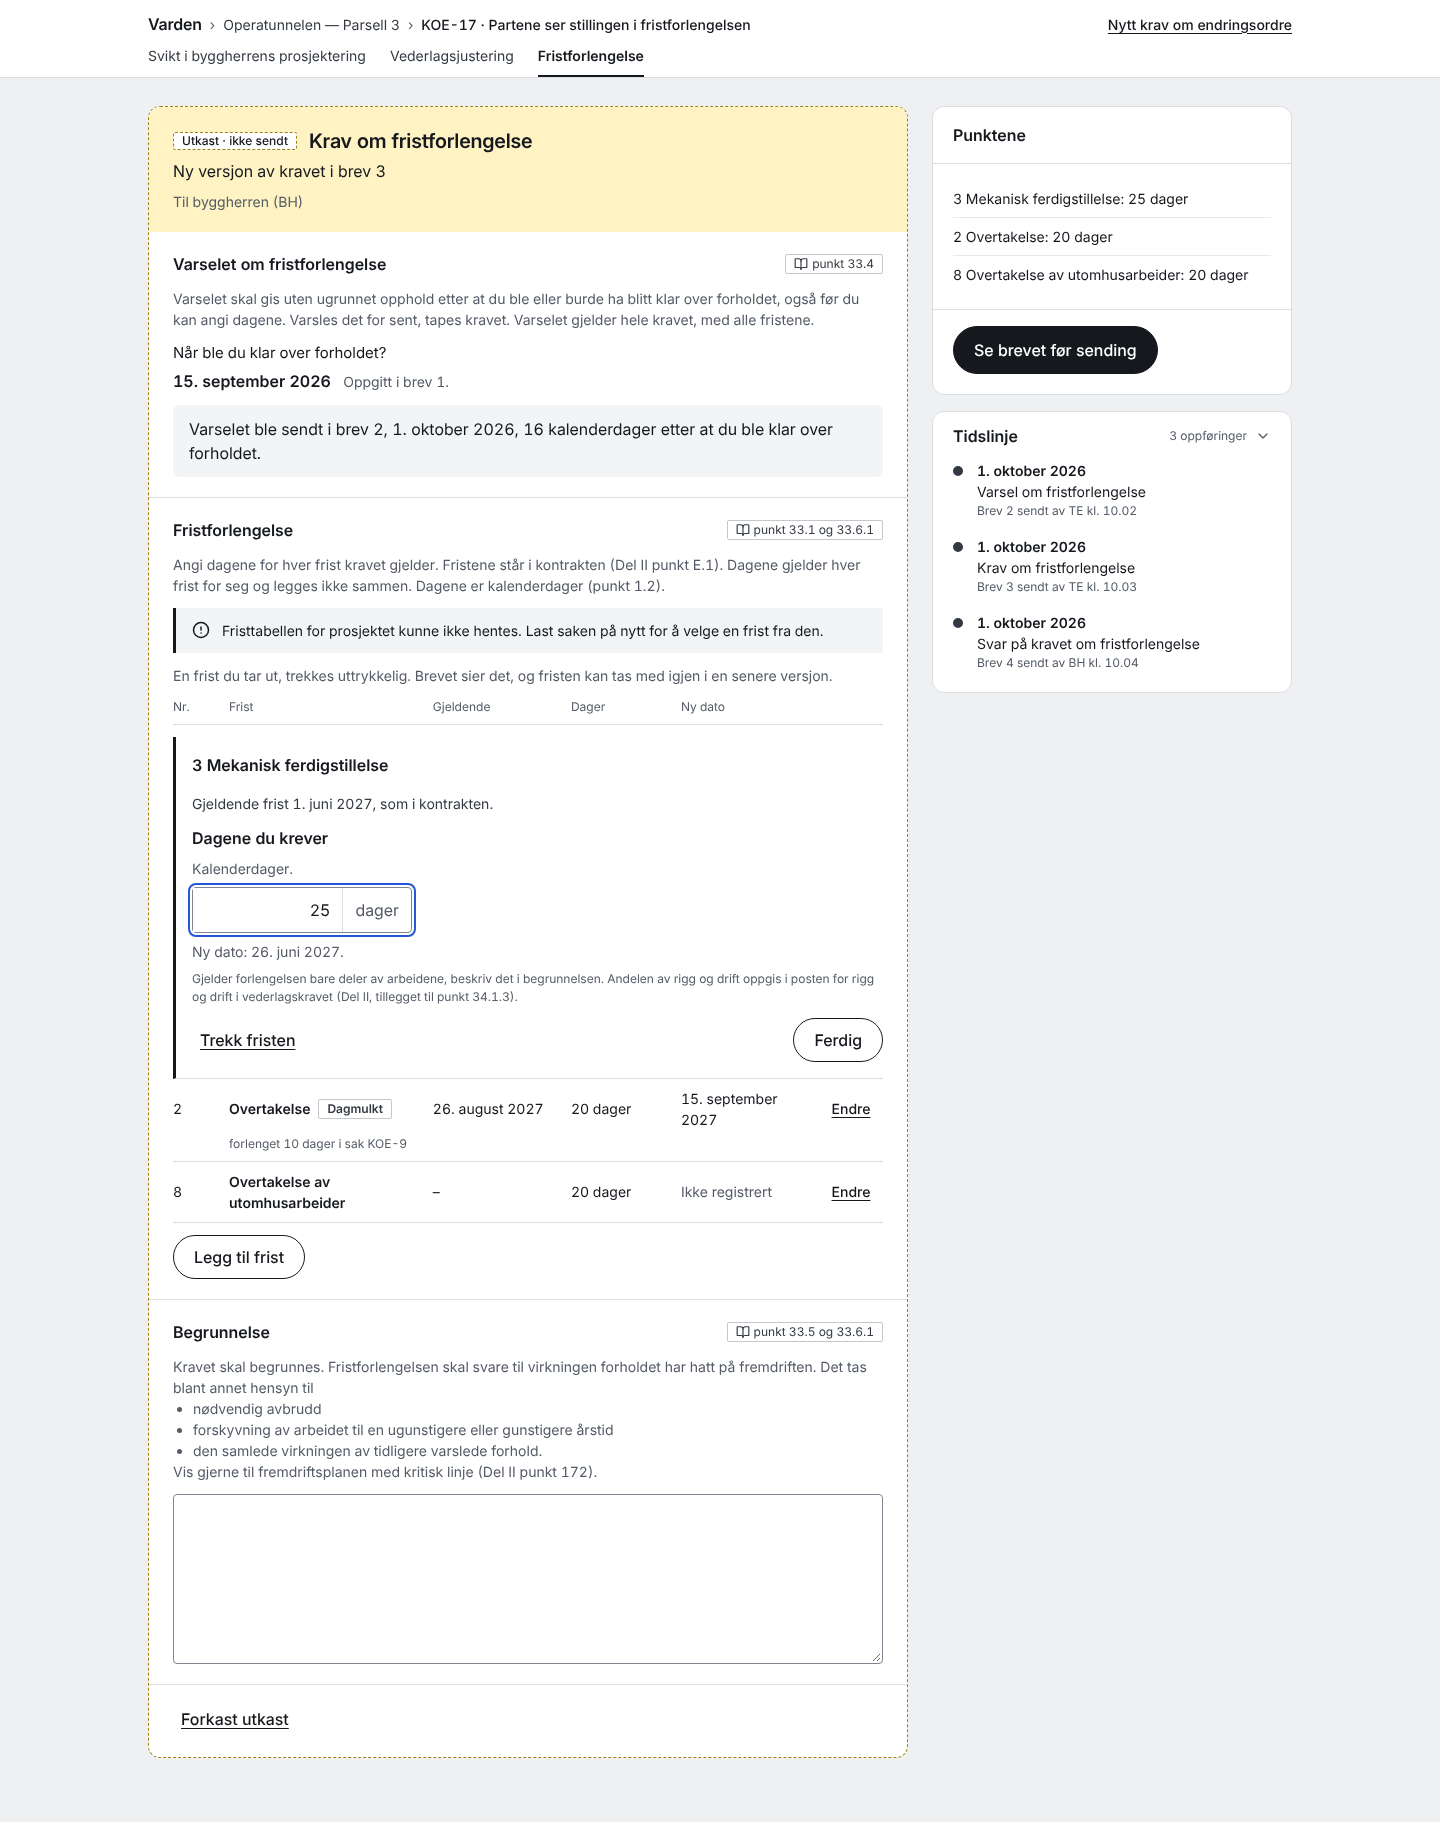 Varden › Operatunnelen — Parsell 3 › KOE-17 · Partene ser stillingen i fristforlengelsen
Nytt krav om endringsordre
Svikt i byggherrens prosjektering
Vederlagsjustering
Fristforlengelse
Utkast · ikke sendt
Krav om fristforlengelse
Ny versjon av kravet i brev 3
Til byggherren (BH)
Varselet om fristforlengelse
punkt 33.4
Varselet skal gis uten ugrunnet opphold etter at du ble eller burde ha blitt klar over forholdet, også før du
kan angi dagene. Varsles det for sent, tapes kravet. Varselet gjelder hele kravet, med alle fristene.
Når ble du klar over forholdet?
15. september 2026 Oppgitt i brev 1.
Varselet ble sendt i brev 2, 1. oktober 2026, 16 kalenderdager etter at du ble klar over
forholdet.
Fristforlengelse
punkt 33.1 og 33.6.1
Angi dagene for hver frist kravet gjelder. Fristene står i kontrakten (Del II punkt E.1). Dagene gjelder hver
frist for seg og legges ikke sammen. Dagene er kalenderdager (punkt 1.2).
Fristtabellen for prosjektet kunne ikke hentes. Last saken på nytt for å velge en frist fra den.
En frist du tar ut, trekkes uttrykkelig. Brevet sier det, og fristen kan tas med igjen i en senere versjon.
Nr. Frist Gjeldende Dager Ny dato
3 Mekanisk ferdigstillelse
Gjeldende frist 1. juni 2027, som i kontrakten.
Dagene du krever
Kalenderdager.
25 dager
Ny dato: 26. juni 2027.
Gjelder forlengelsen bare deler av arbeidene, beskriv det i begrunnelsen. Andelen av rigg og drift oppgis i posten for rigg
og drift i vederlagskravet (Del II, tillegget til punkt 34.1.3).
Trekk fristen
Ferdig
2 Overtakelse Dagmulkt 26. august 2027 20 dager 15. september
2027
Endre
forlenget 10 dager i sak KOE-9
8 Overtakelse av
utomhusarbeider
– 20 dager Ikke registrert Endre
Legg til frist
Begrunnelse
punkt 33.5 og 33.6.1
Kravet skal begrunnes. Fristforlengelsen skal svare til virkningen forholdet har hatt på fremdriften. Det tas
blant annet hensyn til
• nødvendig avbrudd
• forskyvning av arbeidet til en ugunstigere eller gunstigere årstid
• den samlede virkningen av tidligere varslede forhold.
Vis gjerne til fremdriftsplanen med kritisk linje (Del II punkt 172).
Forkast utkast
Punktene
3 Mekanisk ferdigstillelse: 25 dager
2 Overtakelse: 20 dager
8 Overtakelse av utomhusarbeider: 20 dager
Se brevet før sending
Tidslinje
3 oppføringer
1. oktober 2026
Varsel om fristforlengelse
Brev 2 sendt av TE kl. 10.02
1. oktober 2026
Krav om fristforlengelse
Brev 3 sendt av TE kl. 10.03
1. oktober 2026
Svar på kravet om fristforlengelse
Brev 4 sendt av BH kl. 10.04